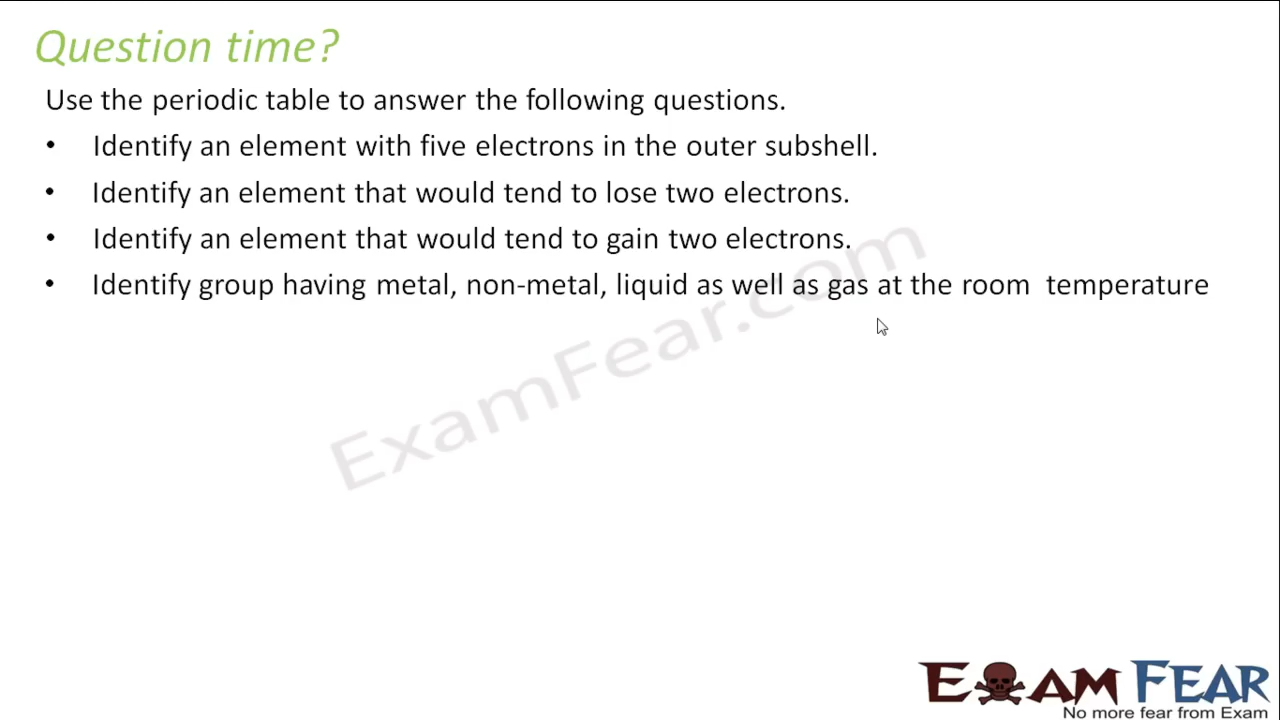 Question time?
Use the periodic table to answer the following questions.
• Identify an element with five electrons in the outer subshell.
• Identify an element that would tend to lose two electrons.
• Identify an element that would tend to gain two electrons.
• Identify group having metal, non-metal, liquid as well as gas at the room temperature
ExamFear.com
EXAM FEAR
No more fear from Exam